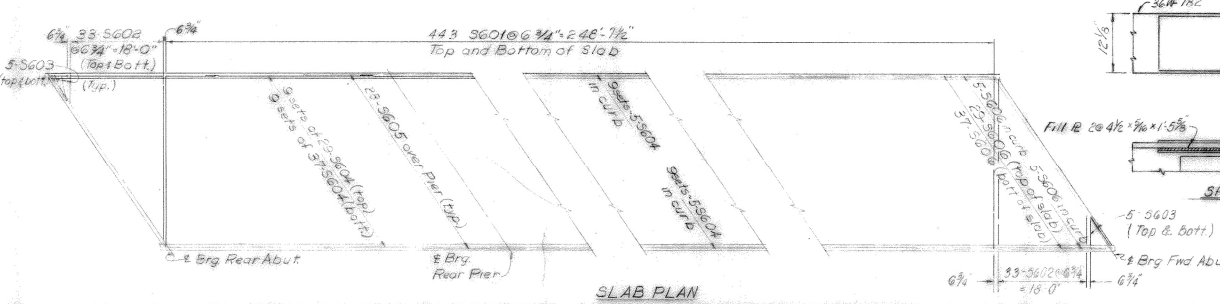 6¾"
33-S602
@6¾"=18'-0"
(Top & Bott.)
6¾"
443 S601@6¾"=248'-7½"
Top and Bottom of Slab
5-S603
(top & bott.)
(Typ.)
9 sets of 29-S604 (top)
9 sets of 37-S604 (bott)
29-S605 over Pier (typ.)
9 sets-5-S604
in curb
9 sets-5-S604
in curb
5-S606 in curb
29-S606 (top of slab)
37-S606 (bott of slab)
5-S606 in curb
℄ Brg Rear Abut.
℄ Brg.
Rear Pier
6¾"
33-S602@6¾
=18'0"
6¾"
5-S603
(Top & Bott.)
℄ Brg Fwd Abu
SLAB PLAN
36WF182
12⅛
Fill ℞ 2@4½×5/16×1'-5⅝"